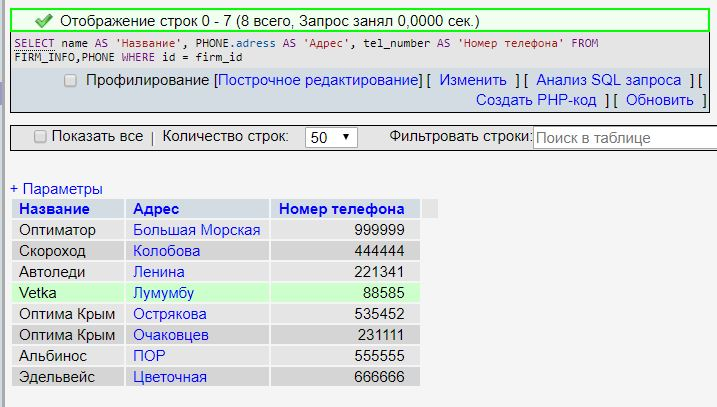 Отображение строк 0 - 7 (8 всего, Запрос занял 0,0000 сек.)
SELECT name AS 'Название', PHONE.adress AS 'Адрес', tel_number AS 'Номер телефона' FROM
FIRM_INFO,PHONE WHERE id = firm_id
Профилирование [Построчное редактирование] [ Изменить ] [ Анализ SQL запроса ] [
Создать PHP-код ] [ Обновить ]
Показать все | Количество строк: 50 Фильтровать строки: Поиск в таблице
+ Параметры
Название Адрес Номер телефона
Оптиматор Большая Морская 999999
Скороход Колобова 444444
Автоледи Ленина 221341
Vetka Лумумбу 88585
Оптима Крым Острякова 535452
Оптима Крым Очаковцев 231111
Альбинос ПОР 555555
Эдельвейс Цветочная 666666